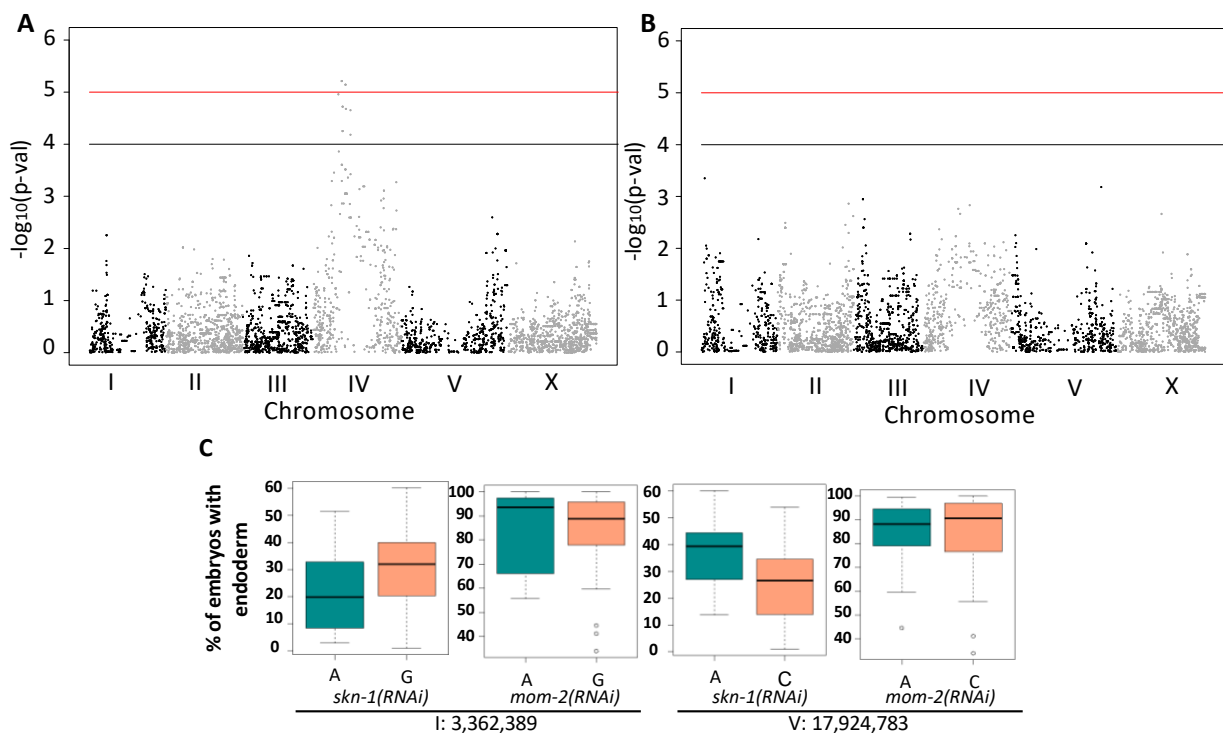 A
6
5
4
3
2
1
0
-log10(p-val)
I II III IV V X
Chromosome
B
6
5
4
3
2
1
0
-log10(p-val)
I II III IV V X
Chromosome
C
% of embryos with
endoderm
60
50
40
30
20
10
0
A G
skn-1(RNAi)
100
90
80
70
60
50
40
A G
mom-2(RNAi)
I: 3,362,389
60
50
40
30
20
10
0
A C
skn-1(RNAi)
100
90
80
70
60
50
40
A C
mom-2(RNAi)
V: 17,924,783